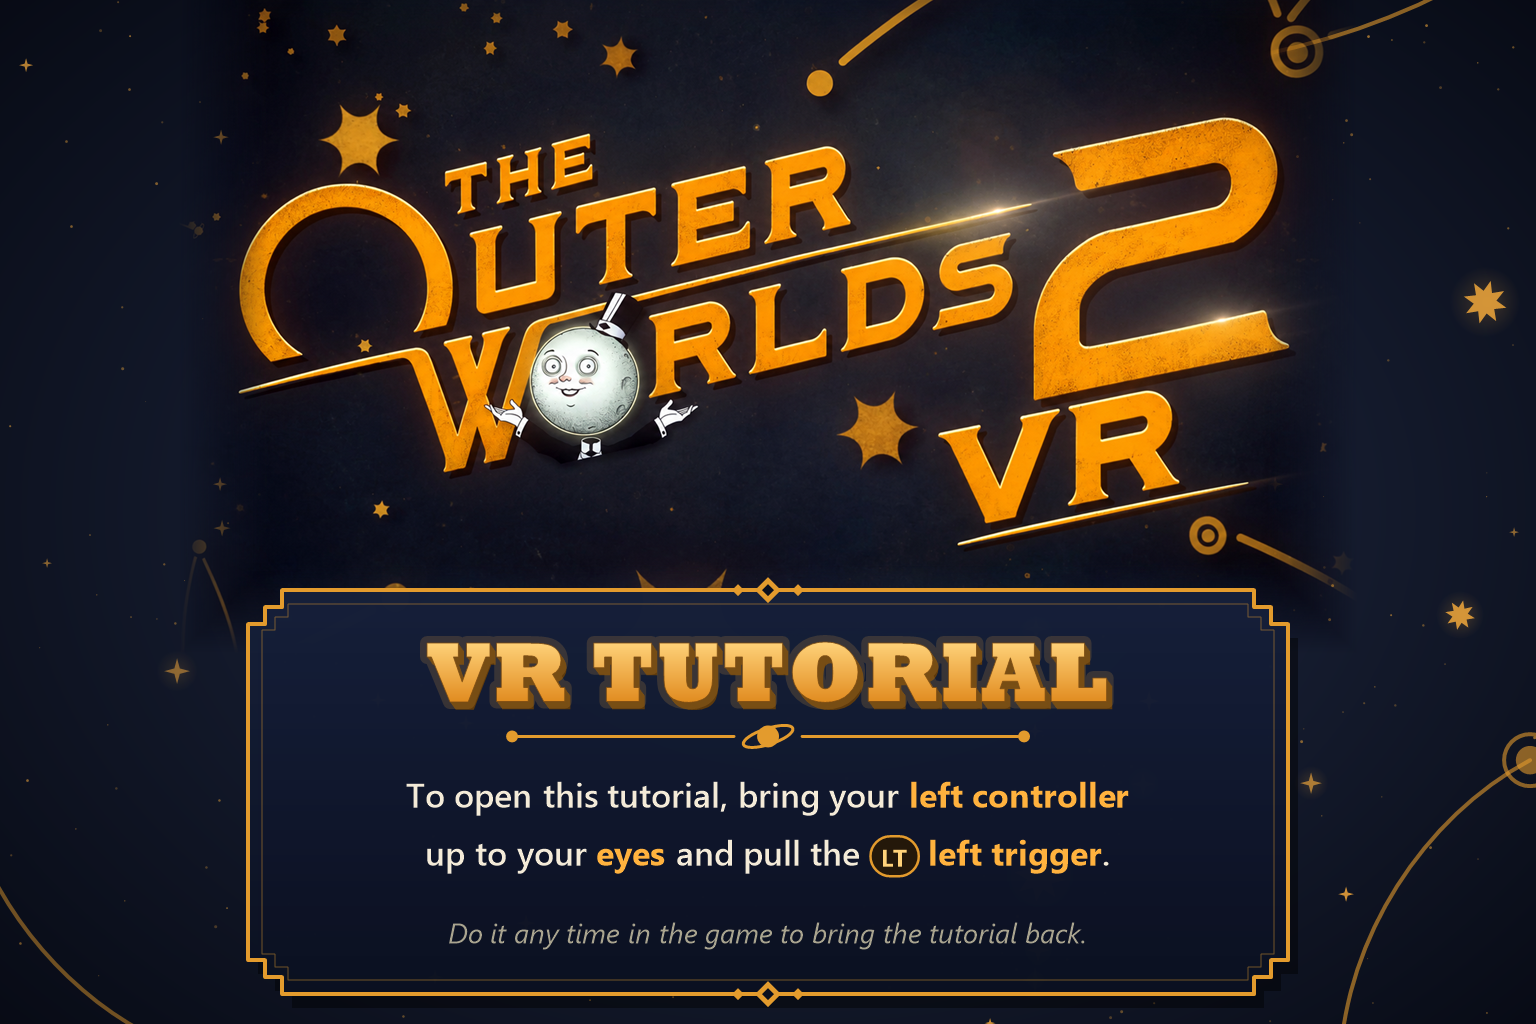 THE
OUTER
WORLDS 2
VR
VR TUTORIAL
To open this tutorial, bring your left controller
up to your eyes and pull the LT left trigger.
Do it any time in the game to bring the tutorial back.